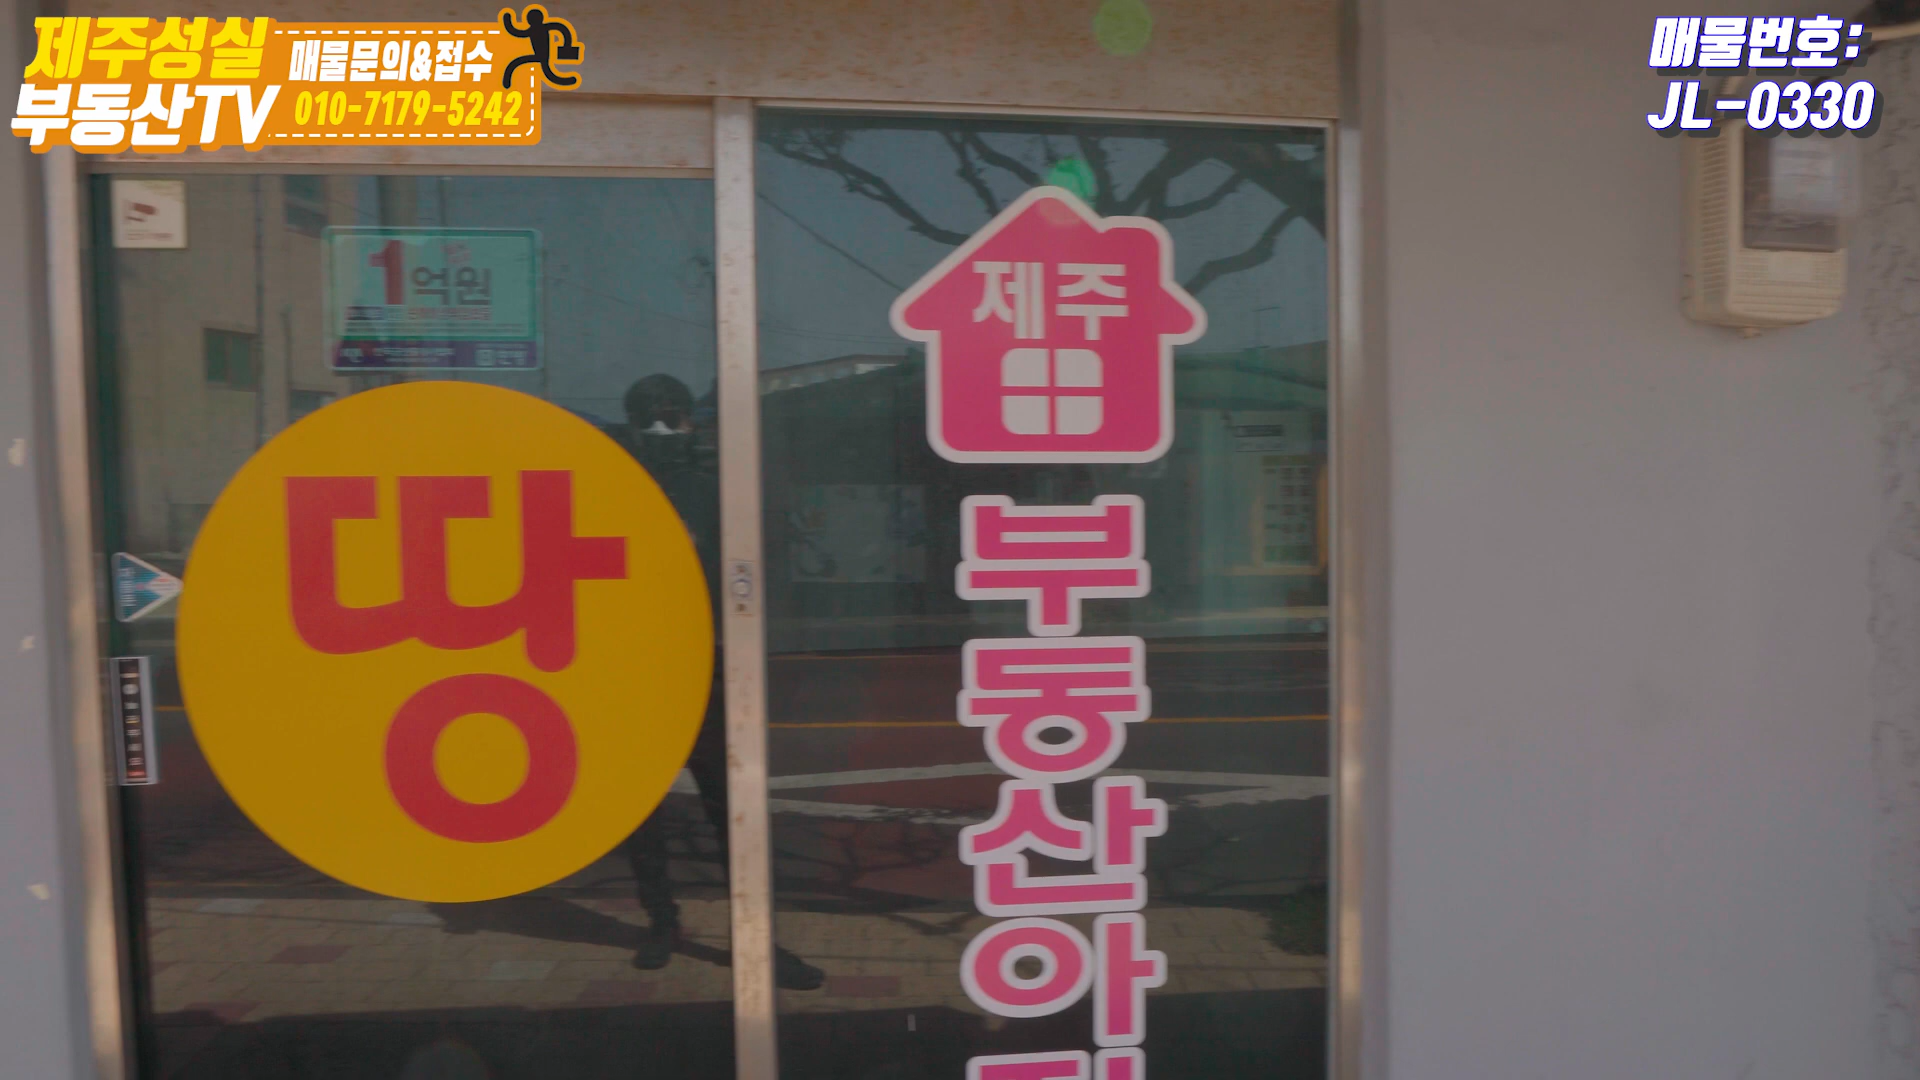 제주성실
부동산TV
매물문의&접수
010-7179-5242
매물번호:
JL-0330
1억원
땅
제주
부동산아